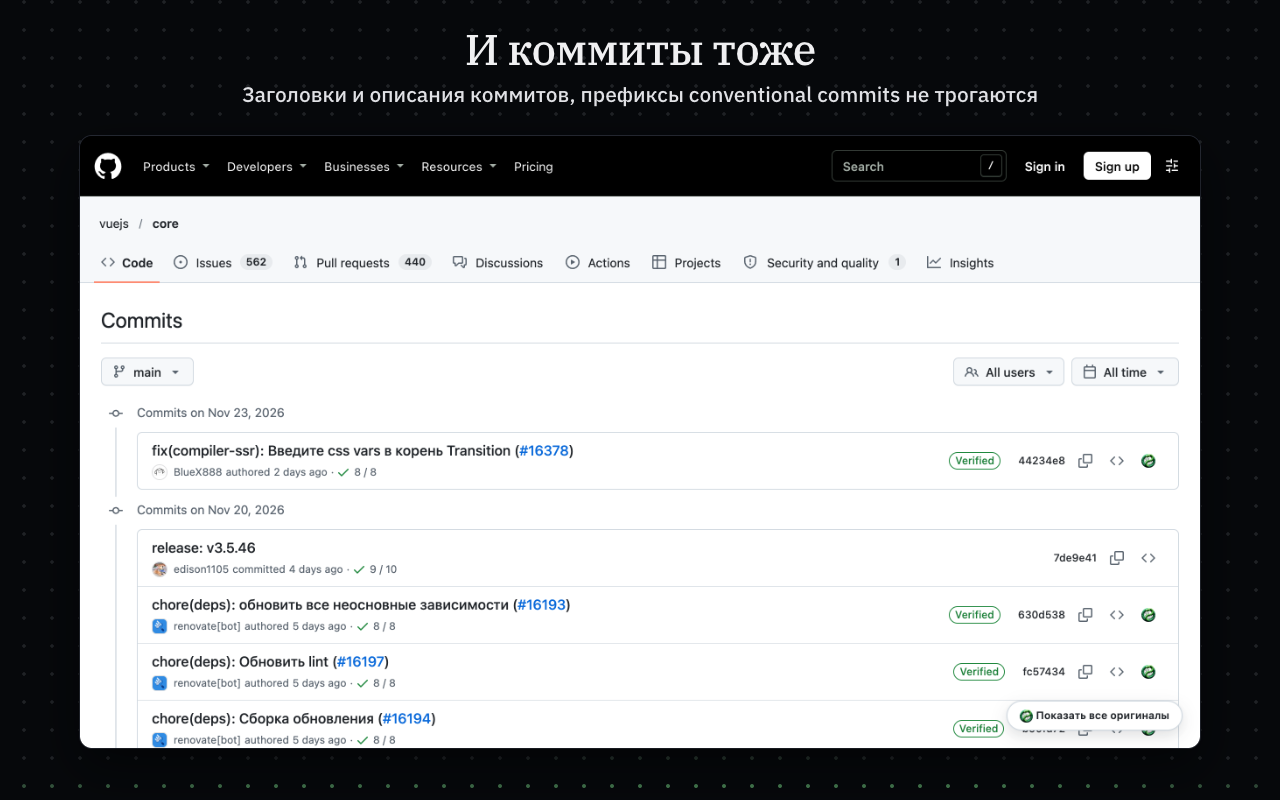 И коммиты тоже
Заголовки и описания коммитов, префиксы conventional commits не трогаются
Products Developers Businesses Resources Pricing Search / Sign in Sign up
vuejs / core
Code Issues 562 Pull requests 440 Discussions Actions Projects Security and quality 1 Insights
Commits
main All users All time
Commits on Nov 23, 2026
fix(compiler-ssr): Введите css vars в корень Transition (#16378)
BlueX888 authored 2 days ago · 8 / 8
Verified 44234e8
Commits on Nov 20, 2026
release: v3.5.46
edison1105 committed 4 days ago · 9 / 10
7de9e41
chore(deps): обновить все неосновные зависимости (#16193)
renovate[bot] authored 5 days ago · 8 / 8
Verified 630d538
chore(deps): Обновить lint (#16197)
renovate[bot] authored 5 days ago · 8 / 8
Verified fc57434
chore(deps): Сборка обновления (#16194)
renovate[bot] authored 5 days ago · 8 / 8
Verified
Показать все оригиналы